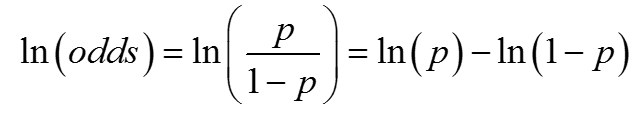 ln(odds) = ln(p / 1 − p) = ln(p) − ln(1 − p)